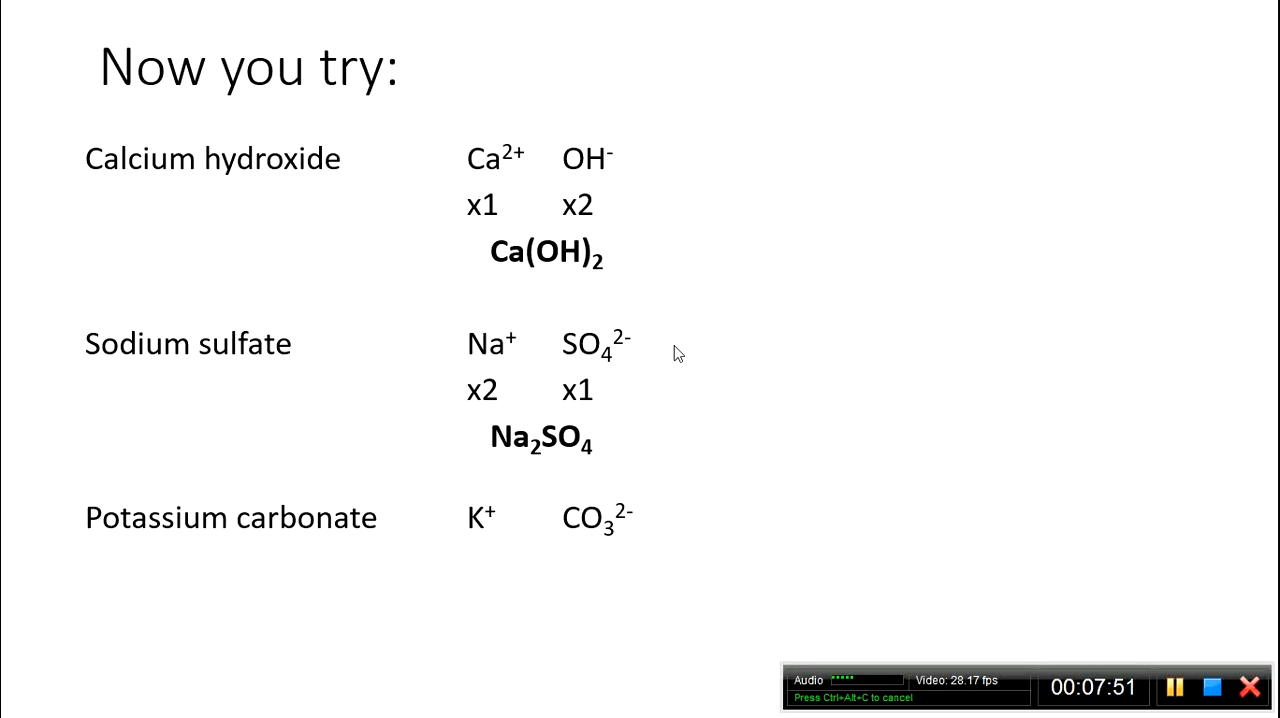 Now you try:
Calcium hydroxide Ca²⁺ OH⁻
x1 x2
Ca(OH)₂
Sodium sulfate Na⁺ SO₄²⁻
x2 x1
Na₂SO₄
Potassium carbonate K⁺ CO₃²⁻
Audio Video: 28.17 fps 00:07:51
Press Ctrl+Alt+C to cancel